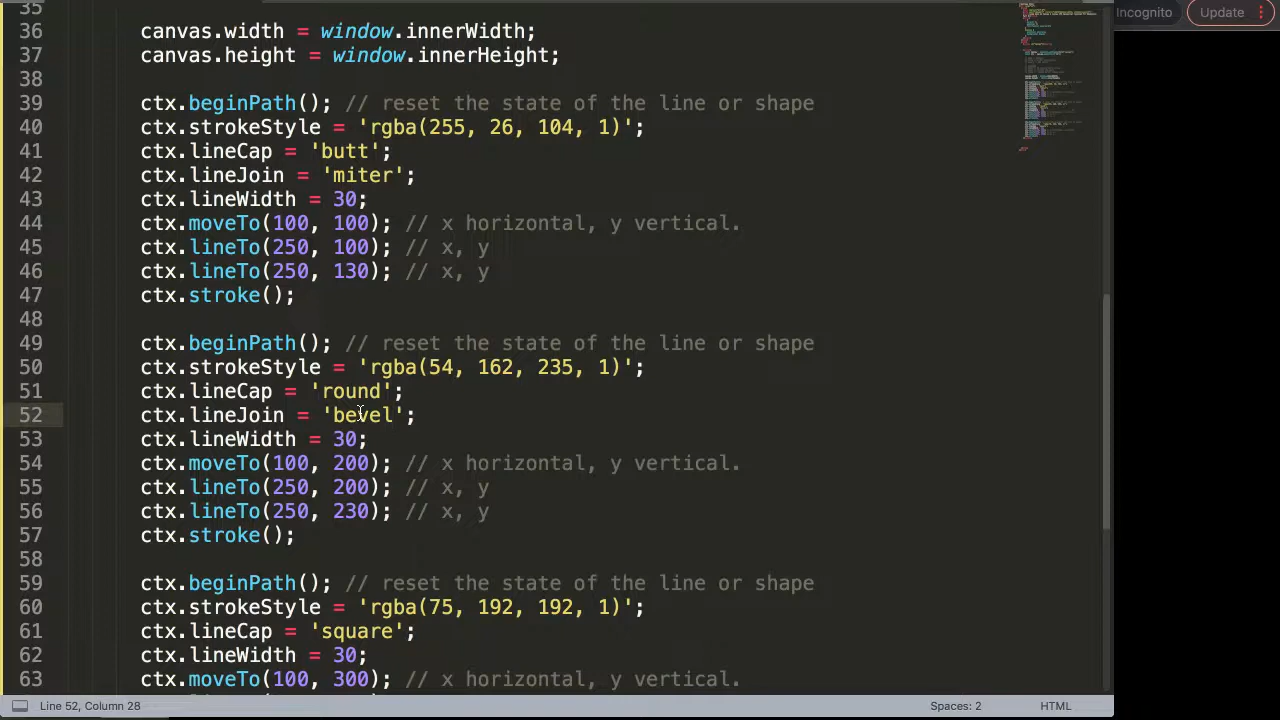 35
Incognito
Update
36 canvas.width = window.innerWidth;
37 canvas.height = window.innerHeight;
38
39 ctx.beginPath(); // reset the state of the line or shape
40 ctx.strokeStyle = 'rgba(255, 26, 104, 1)';
41 ctx.lineCap = 'butt';
42 ctx.lineJoin = 'miter';
43 ctx.lineWidth = 30;
44 ctx.moveTo(100, 100); // x horizontal, y vertical.
45 ctx.lineTo(250, 100); // x, y
46 ctx.lineTo(250, 130); // x, y
47 ctx.stroke();
48
49 ctx.beginPath(); // reset the state of the line or shape
50 ctx.strokeStyle = 'rgba(54, 162, 235, 1)';
51 ctx.lineCap = 'round';
52 ctx.lineJoin = 'bevel';
53 ctx.lineWidth = 30;
54 ctx.moveTo(100, 200); // x horizontal, y vertical.
55 ctx.lineTo(250, 200); // x, y
56 ctx.lineTo(250, 230); // x, y
57 ctx.stroke();
58
59 ctx.beginPath(); // reset the state of the line or shape
60 ctx.strokeStyle = 'rgba(75, 192, 192, 1)';
61 ctx.lineCap = 'square';
62 ctx.lineWidth = 30;
63 ctx.moveTo(100, 300); // x horizontal, y vertical.
Line 52, Column 28
Spaces: 2
HTML